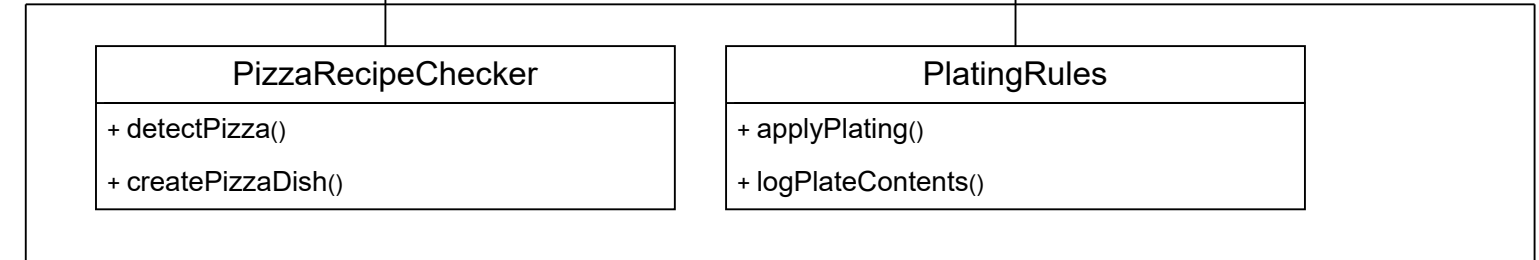 PizzaRecipeChecker
+ detectPizza()
+ createPizzaDish()
PlatingRules
+ applyPlating()
+ logPlateContents()